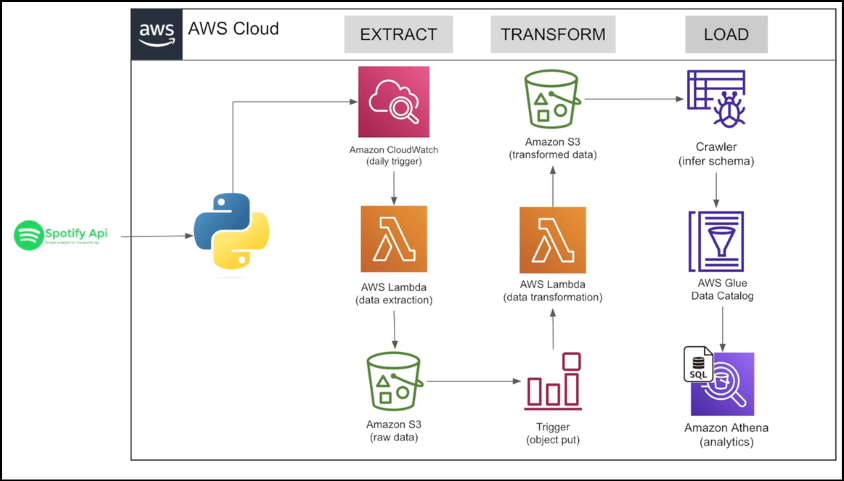 aws
AWS Cloud
EXTRACT
TRANSFORM
LOAD
Spotify Api
Amazon CloudWatch
(daily trigger)
AWS Lambda
(data extraction)
Amazon S3
(raw data)
Trigger
(object put)
AWS Lambda
(data transformation)
Amazon S3
(transformed data)
Crawler
(infer schema)
AWS Glue
Data Catalog
SQL
Amazon Athena
(analytics)